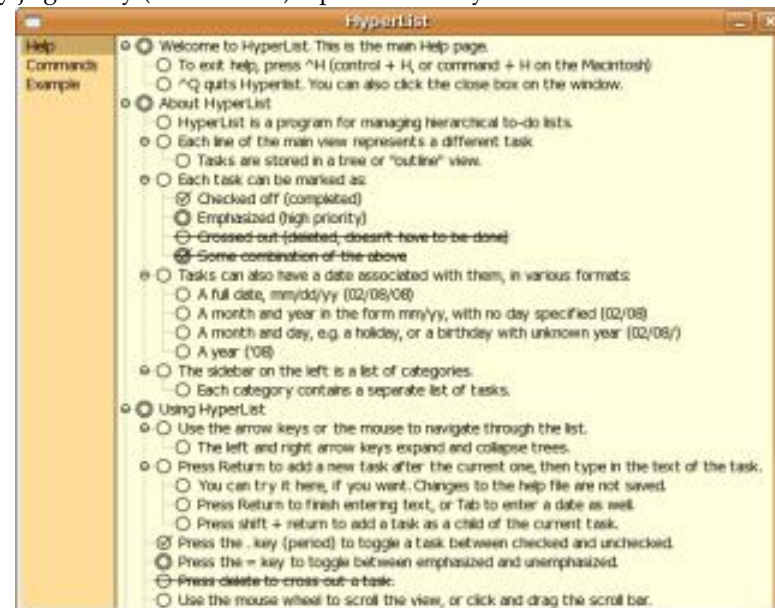 HyperList
Help
Commands
Example
Welcome to HyperList. This is the main Help page.
To exit help, press ^H (control + H, or command + H on the Macintosh)
^Q quits Hyperlist. You can also click the close box on the window.
About HyperList
HyperList is a program for managing hierarchical to-do lists.
Each line of the main view represents a different task
Tasks are stored in a tree or "outline" view.
Each task can be marked as:
Checked off (completed)
Emphasized (high priority)
Crossed out (deleted, doesn't have to be done)
Some combination of the above
Tasks can also have a date associated with them, in various formats:
A full date, mm/dd/yy (02/08/08)
A month and year in the form mm/yy, with no day specified (02/08)
A month and day, e.g. a holiday, or a birthday with unknown year (02/08/)
A year ('08)
The sidebar on the left is a list of categories.
Each category contains a separate list of tasks.
Using HyperList
Use the arrow keys or the mouse to navigate through the list.
The left and right arrow keys expand and collapse trees.
Press Return to add a new task after the current one, then type in the text of the task.
You can try it here, if you want. Changes to the help file are not saved.
Press Return to finish entering text, or Tab to enter a date as well.
Press shift + return to add a task as a child of the current task.
Press the . key (period) to toggle a task between checked and unchecked.
Press the = key to toggle between emphasized and unemphasized.
Press delete to cross out a task.
Use the mouse wheel to scroll the view, or click and drag the scroll bar.